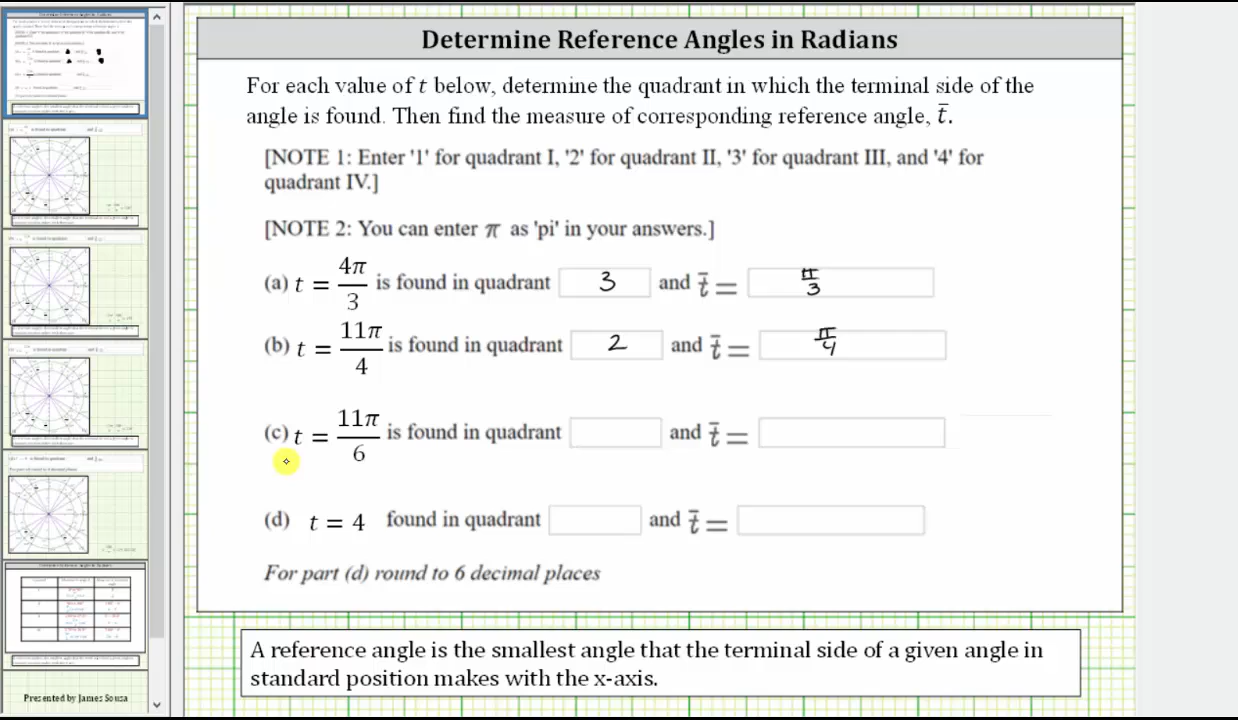 Determine Reference Angles in Radians
For each value of t below, determine the quadrant in which the terminal side of the
angle is found. Then find the measure of corresponding reference angle, t̄.
[NOTE 1: Enter '1' for quadrant I, '2' for quadrant II, '3' for quadrant III, and '4' for
quadrant IV.]
[NOTE 2: You can enter π as 'pi' in your answers.]
(a) t = 4π/3 is found in quadrant 3 and t̄ = π/3
(b) t = 11π/4 is found in quadrant 2 and t̄ = π/4
(c) t = 11π/6 is found in quadrant and t̄ =
(d) t = 4 found in quadrant and t̄ =
For part (d) round to 6 decimal places
A reference angle is the smallest angle that the terminal side of a given angle in
standard position makes with the x-axis.
Presented by James Sousa